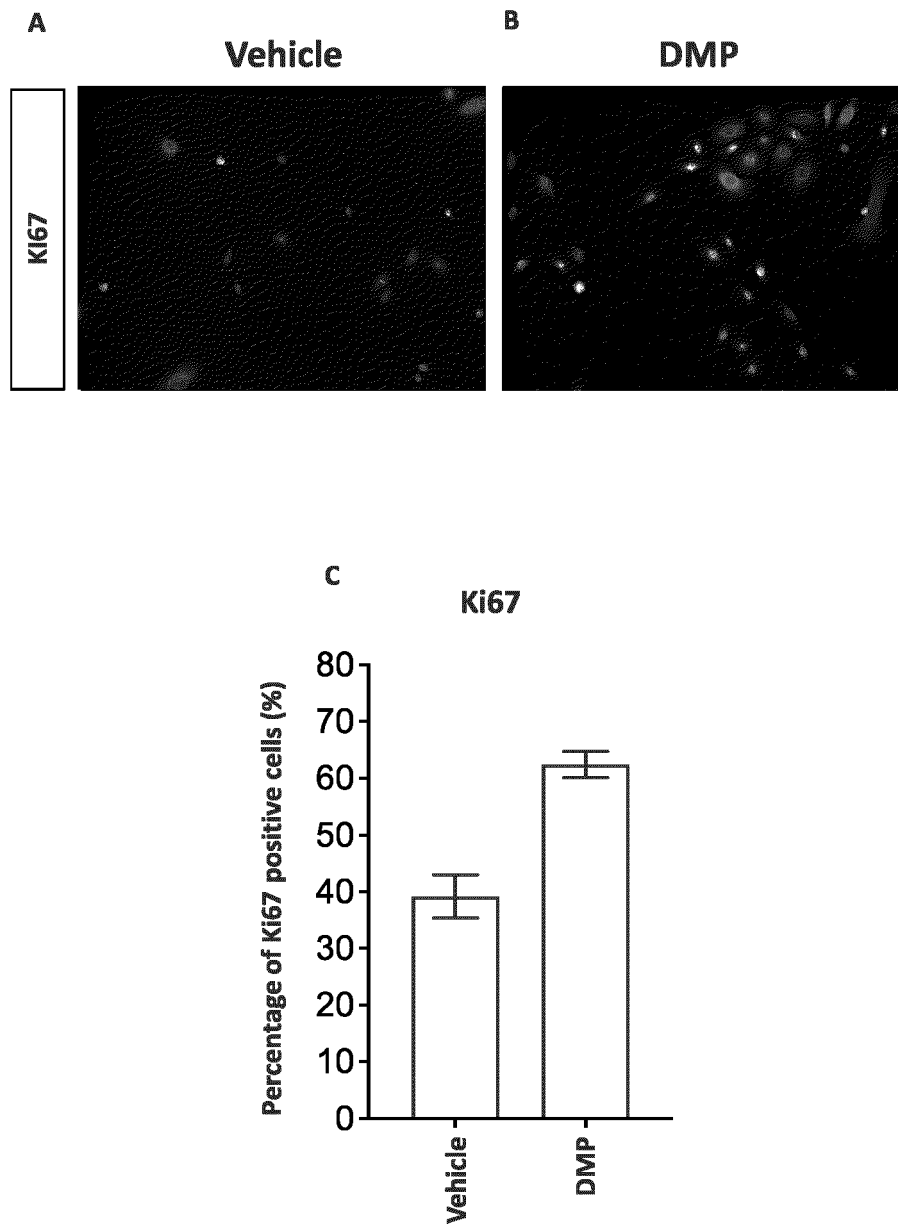 A
Vehicle
B
DMP
KI67
C
Ki67
Percentage of Ki67 positive cells (%)
80
70
60
50
40
30
20
10
0
Vehicle
DMP